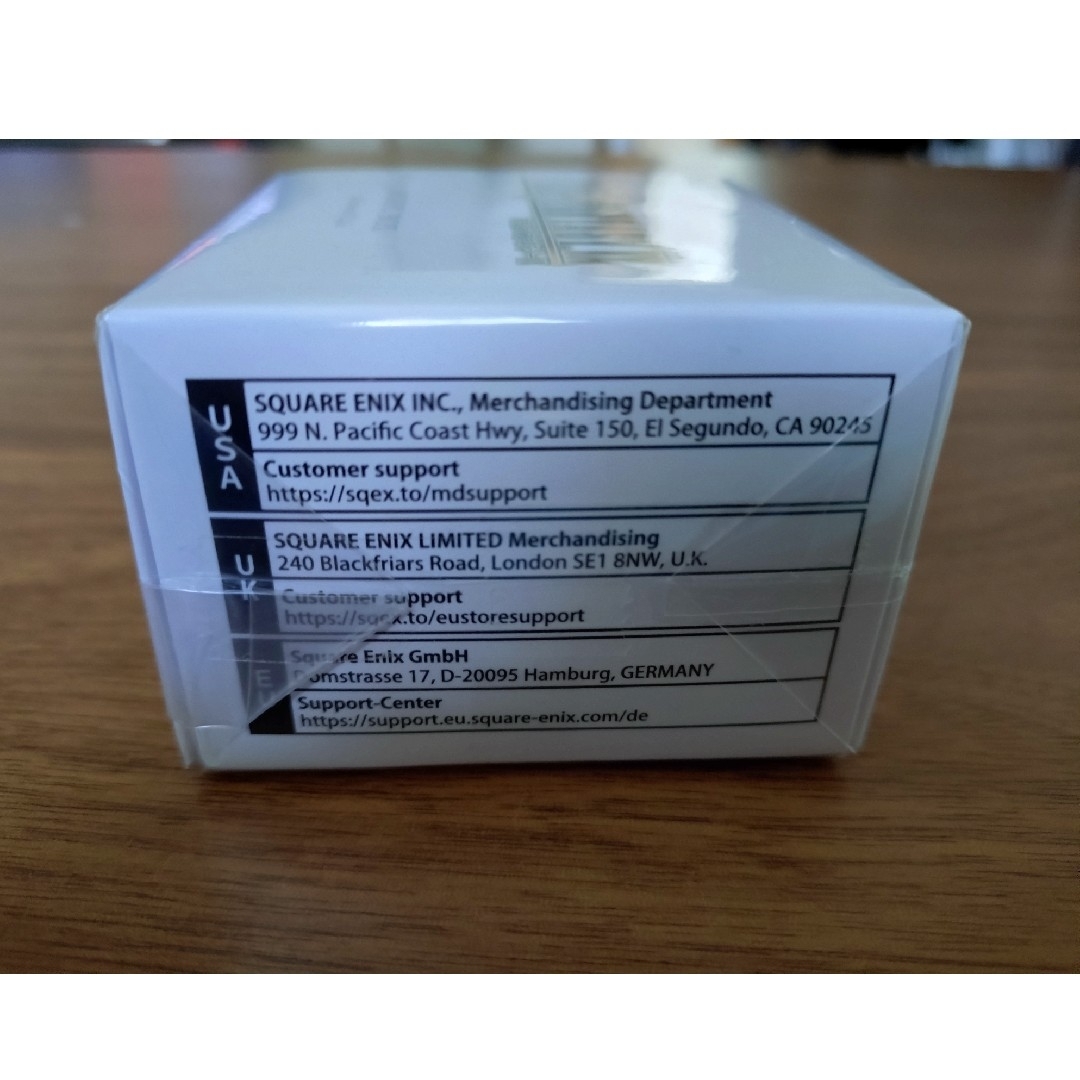 USA
SQUARE ENIX INC., Merchandising Department
999 N. Pacific Coast Hwy, Suite 150, El Segundo, CA 90245
Customer support
https://sqex.to/mdsupport
UK
SQUARE ENIX LIMITED Merchandising
240 Blackfriars Road, London SE1 8NW, U.K.
Customer support
https://sqex.to/eustoresupport
EU
Square Enix GmbH
Domstrasse 17, D-20095 Hamburg, GERMANY
Support-Center
https://support.eu.square-enix.com/de